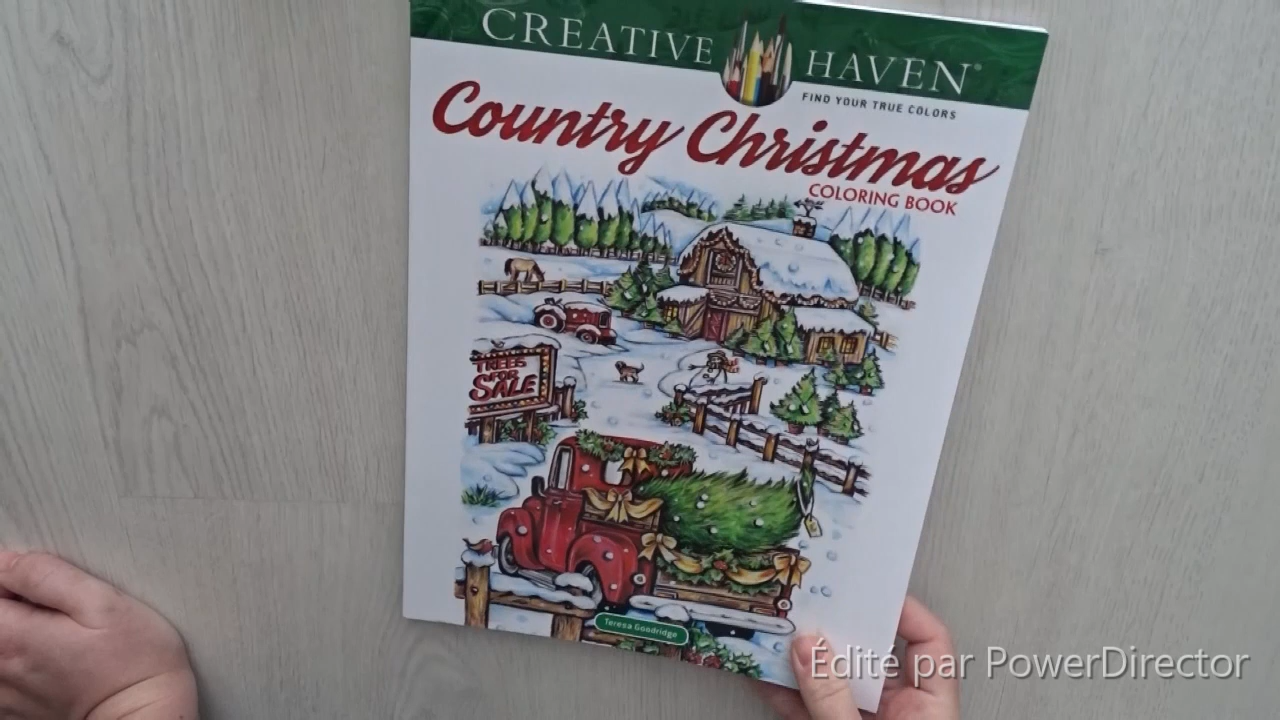 CREATIVE HAVEN®
FIND YOUR TRUE COLORS
Country Christmas
COLORING BOOK
TREES
FOR
SALE
Teresa Goodridge
Édité par PowerDirector